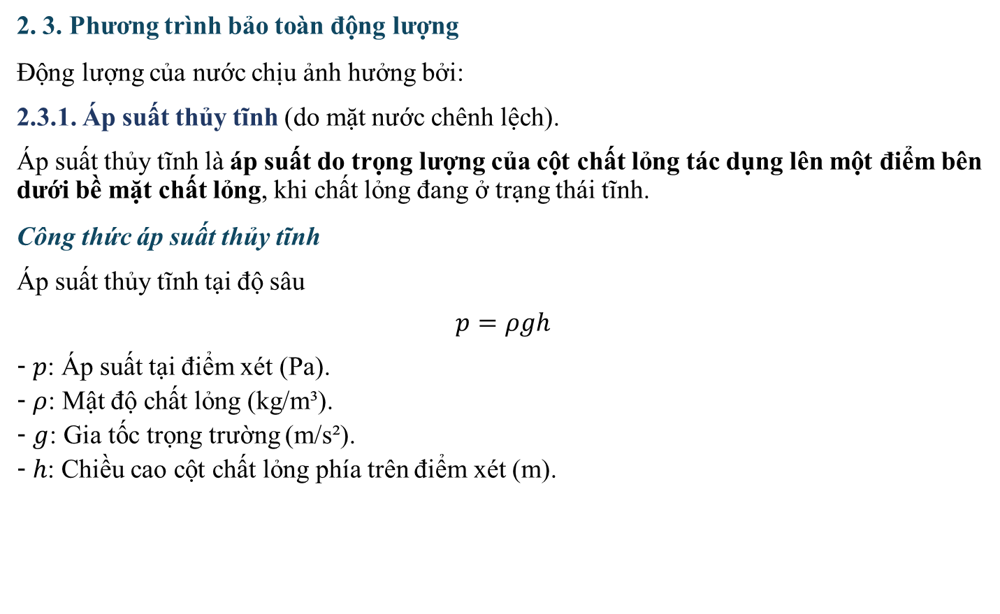 2. 3. Phương trình bảo toàn động lượng
Động lượng của nước chịu ảnh hưởng bởi:
2.3.1. Áp suất thủy tĩnh (do mặt nước chênh lệch).
Áp suất thủy tĩnh là áp suất do trọng lượng của cột chất lỏng tác dụng lên một điểm bên
dưới bề mặt chất lỏng, khi chất lỏng đang ở trạng thái tĩnh.
Công thức áp suất thủy tĩnh
Áp suất thủy tĩnh tại độ sâu
p = ρgh
- p: Áp suất tại điểm xét (Pa).
- ρ: Mật độ chất lỏng (kg/m³).
- g: Gia tốc trọng trường (m/s²).
- h: Chiều cao cột chất lỏng phía trên điểm xét (m).